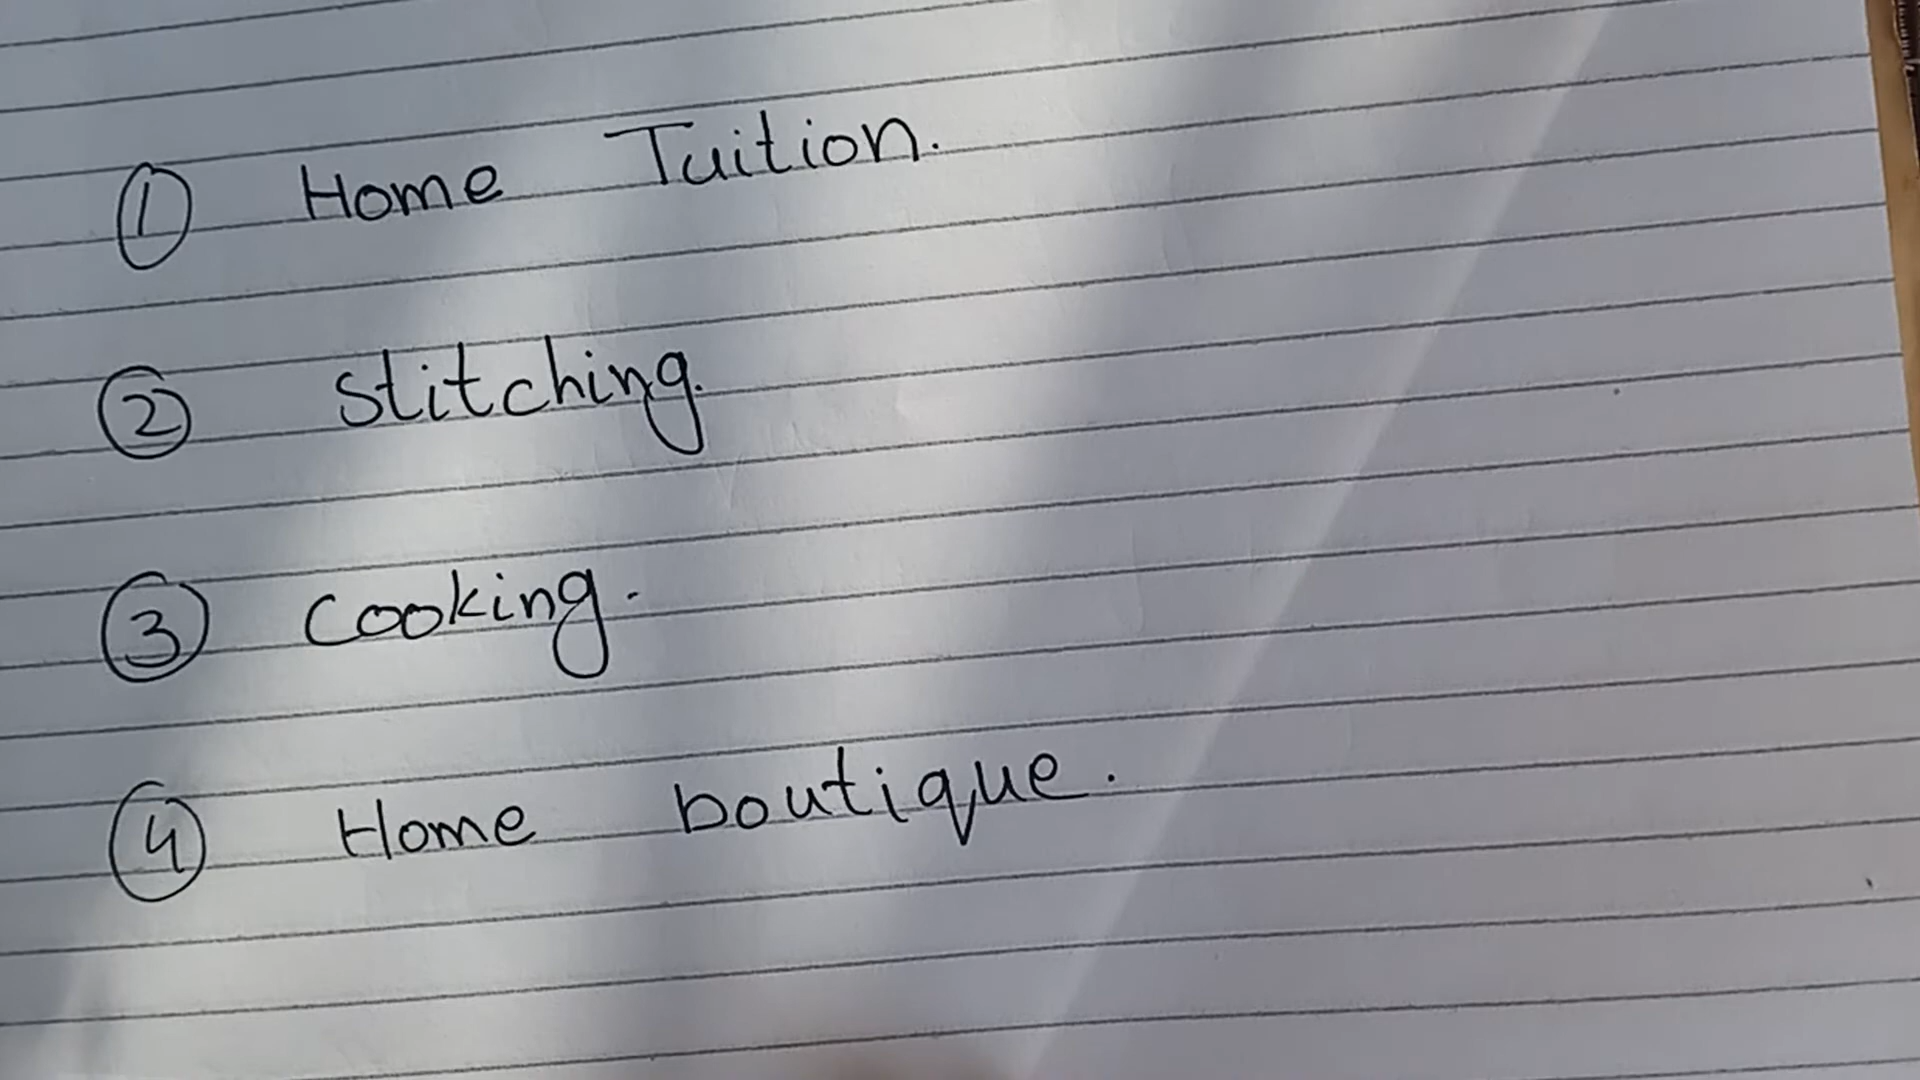 ① Home Tuition.
② Stitching.
③ Cooking.
④ Home boutique.